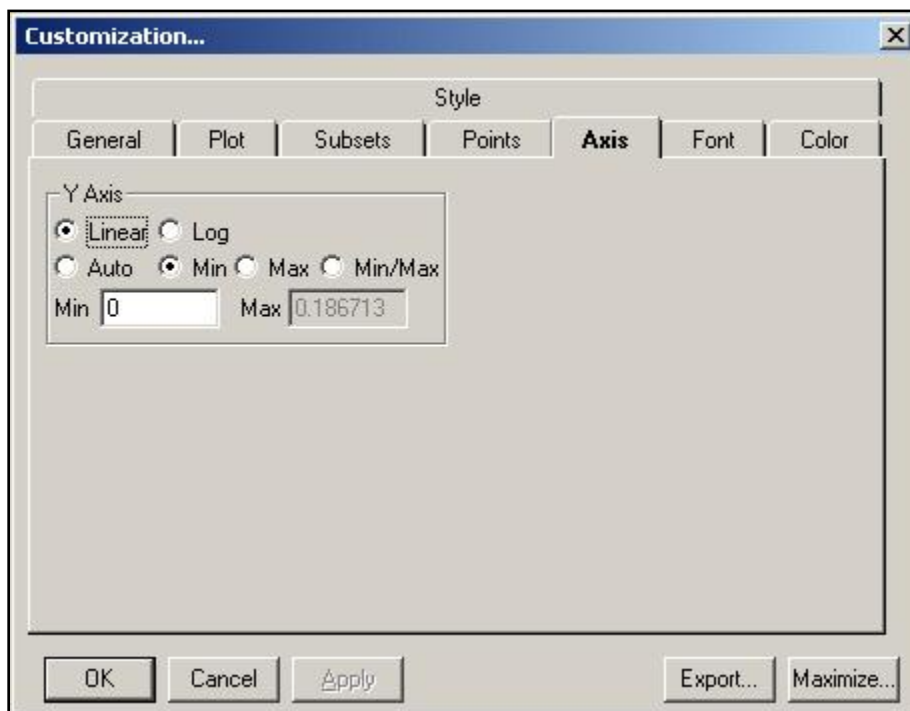 Customization...
Style
General Plot Subsets Points Axis Font Color
Y Axis
Linear Log
Auto Min Max Min/Max
Min 0 Max 0.186713
OK Cancel Apply Export... Maximize...